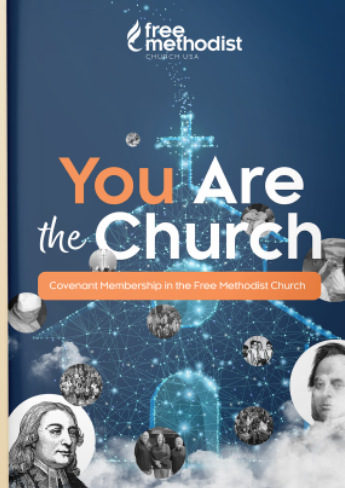 free
methodist
CHURCH USA
You Are
the Church
Covenant Membership in the Free Methodist Church